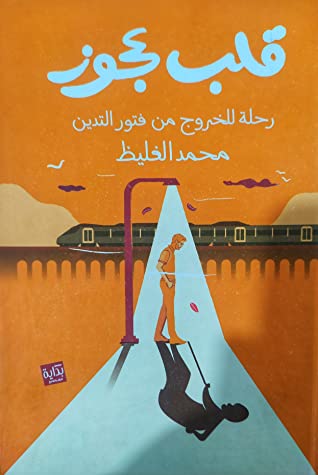 قلب عجوز
رحلة للخروج من فتور التدين
محمد الغليظ
بداية